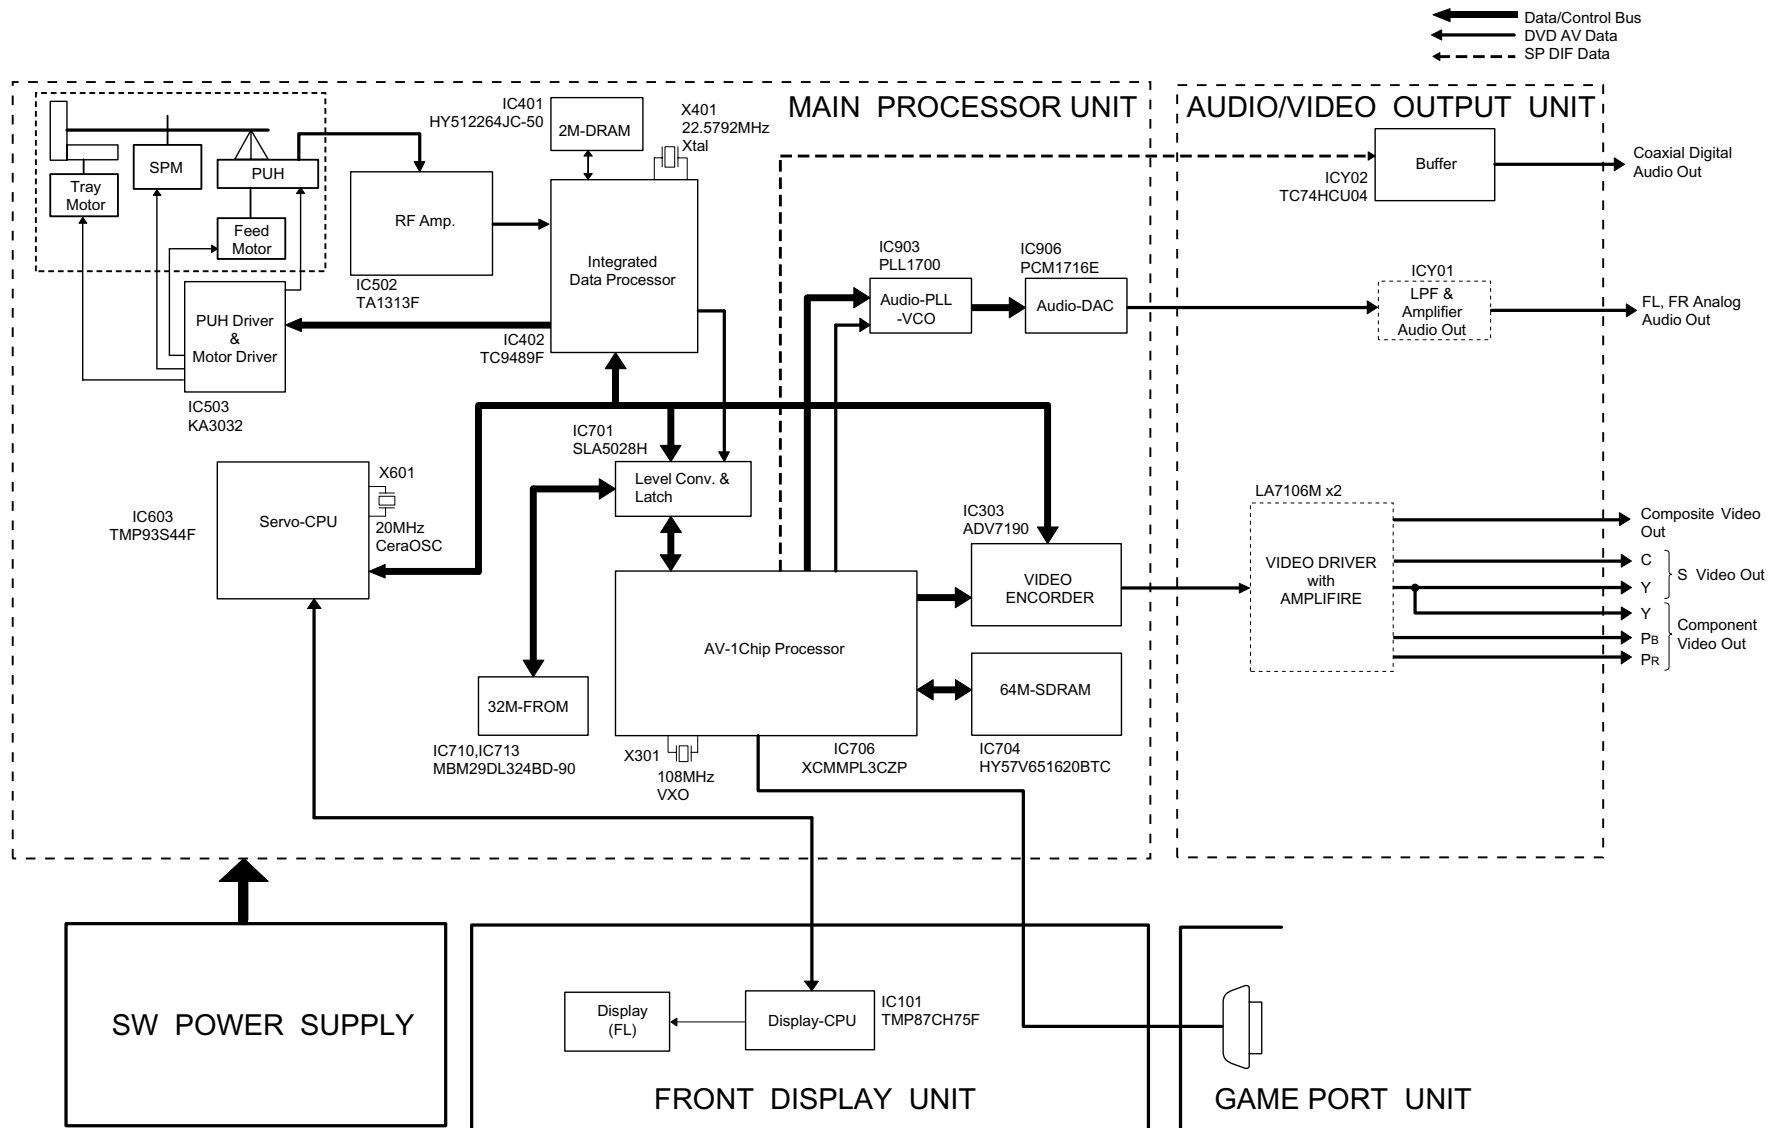 Data/Control Bus
DVD AV Data
SP DIF Data
MAIN PROCESSOR UNIT
AUDIO/VIDEO OUTPUT UNIT
IC401
HY512264JC-50
2M-DRAM
X401
22.5792MHz
Xtal
SPM
PUH
Tray
Motor
Feed
Motor
RF Amp.
IC502
TA1313F
Integrated
Data Processor
IC402
TC9489F
PUH Driver
&
Motor Driver
IC503
KA3032
Buffer
ICY02
TC74HCU04
Coaxial Digital
Audio Out
IC903
PLL1700
Audio-PLL
-VCO
IC906
PCM1716E
Audio-DAC
ICY01
LPF &
Amplifier
Audio Out
FL, FR Analog
Audio Out
IC701
SLA5028H
Level Conv. &
Latch
X601
20MHz
CeraOSC
Servo-CPU
IC603
TMP93S44F
IC303
ADV7190
VIDEO
ENCORDER
LA7106M x2
VIDEO DRIVER
with
AMPLIFIRE
Composite Video
Out
C
Y
S Video Out
Y
PB
PR
Component
Video Out
AV-1Chip Processor
64M-SDRAM
32M-FROM
IC710,IC713
MBM29DL324BD-90
X301
108MHz
VXO
IC706
XCMMPL3CZP
IC704
HY57V651620BTC
SW POWER SUPPLY
Display
(FL)
Display-CPU
IC101
TMP87CH75F
FRONT DISPLAY UNIT
GAME PORT UNIT